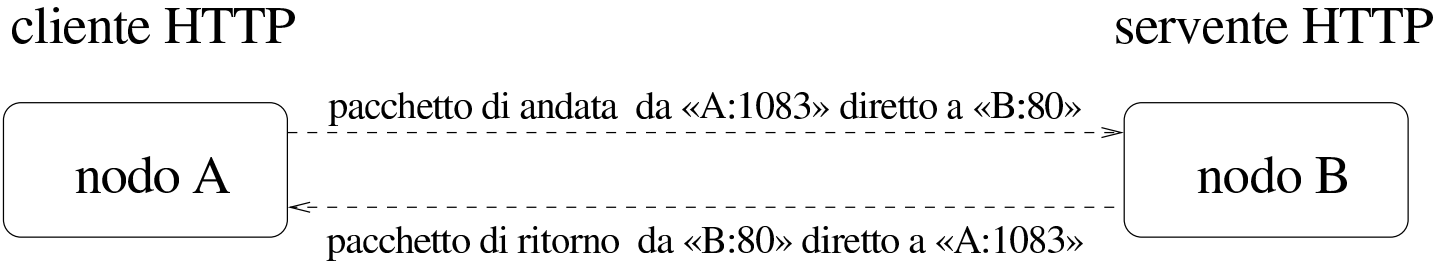 cliente HTTP
servente HTTP
pacchetto di andata da «A:1083» diretto a «B:80»
nodo A
nodo B
pacchetto di ritorno da «B:80» diretto a «A:1083»